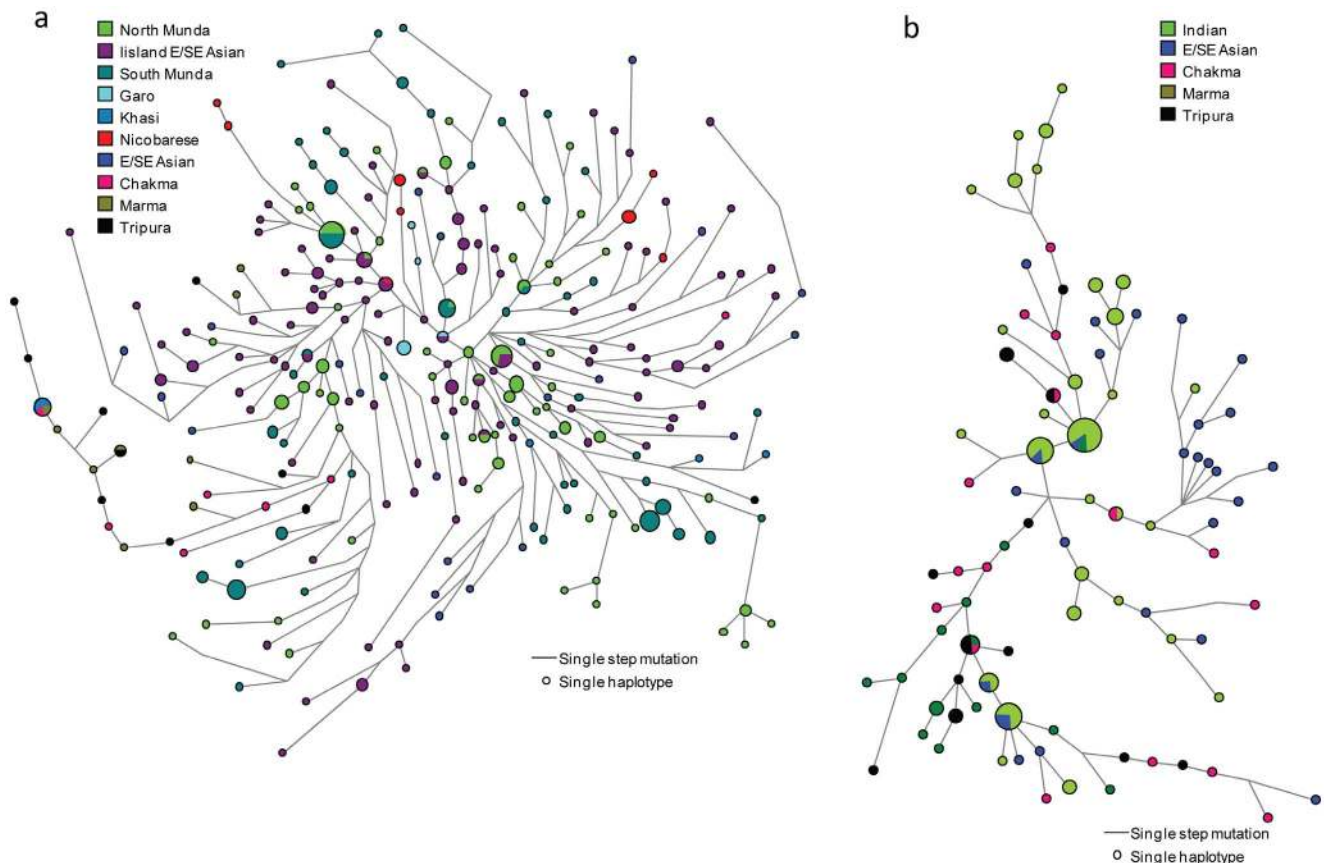 a
North Munda
Iisland E/SE Asian
South Munda
Garo
Khasi
Nicobarese
E/SE Asian
Chakma
Marma
Tripura
Single step mutation
Single haplotype
b
Indian
E/SE Asian
Chakma
Marma
Tripura
Single step mutation
Single haplotype